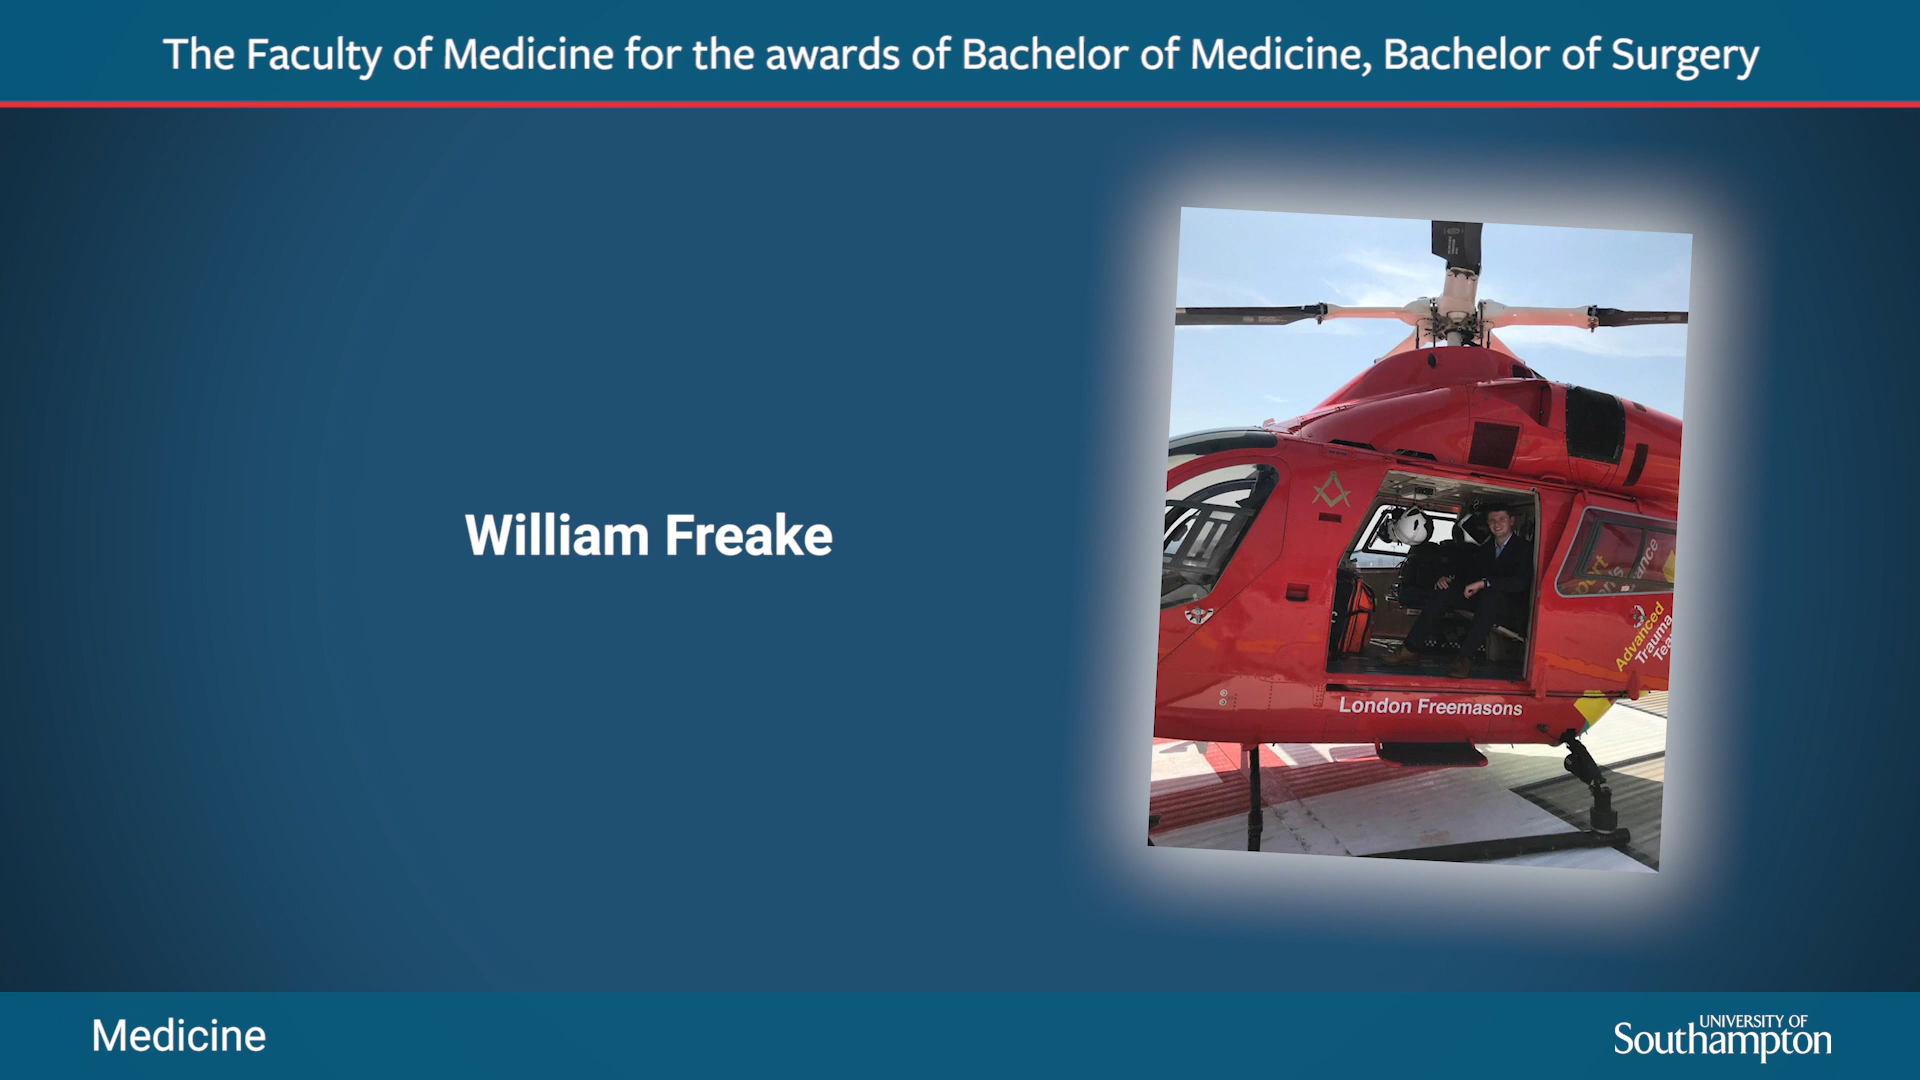 The Faculty of Medicine for the awards of Bachelor of Medicine, Bachelor of Surgery
William Freake
Advanced
Trauma
London Freemasons
Medicine
UNIVERSITY OF
Southampton